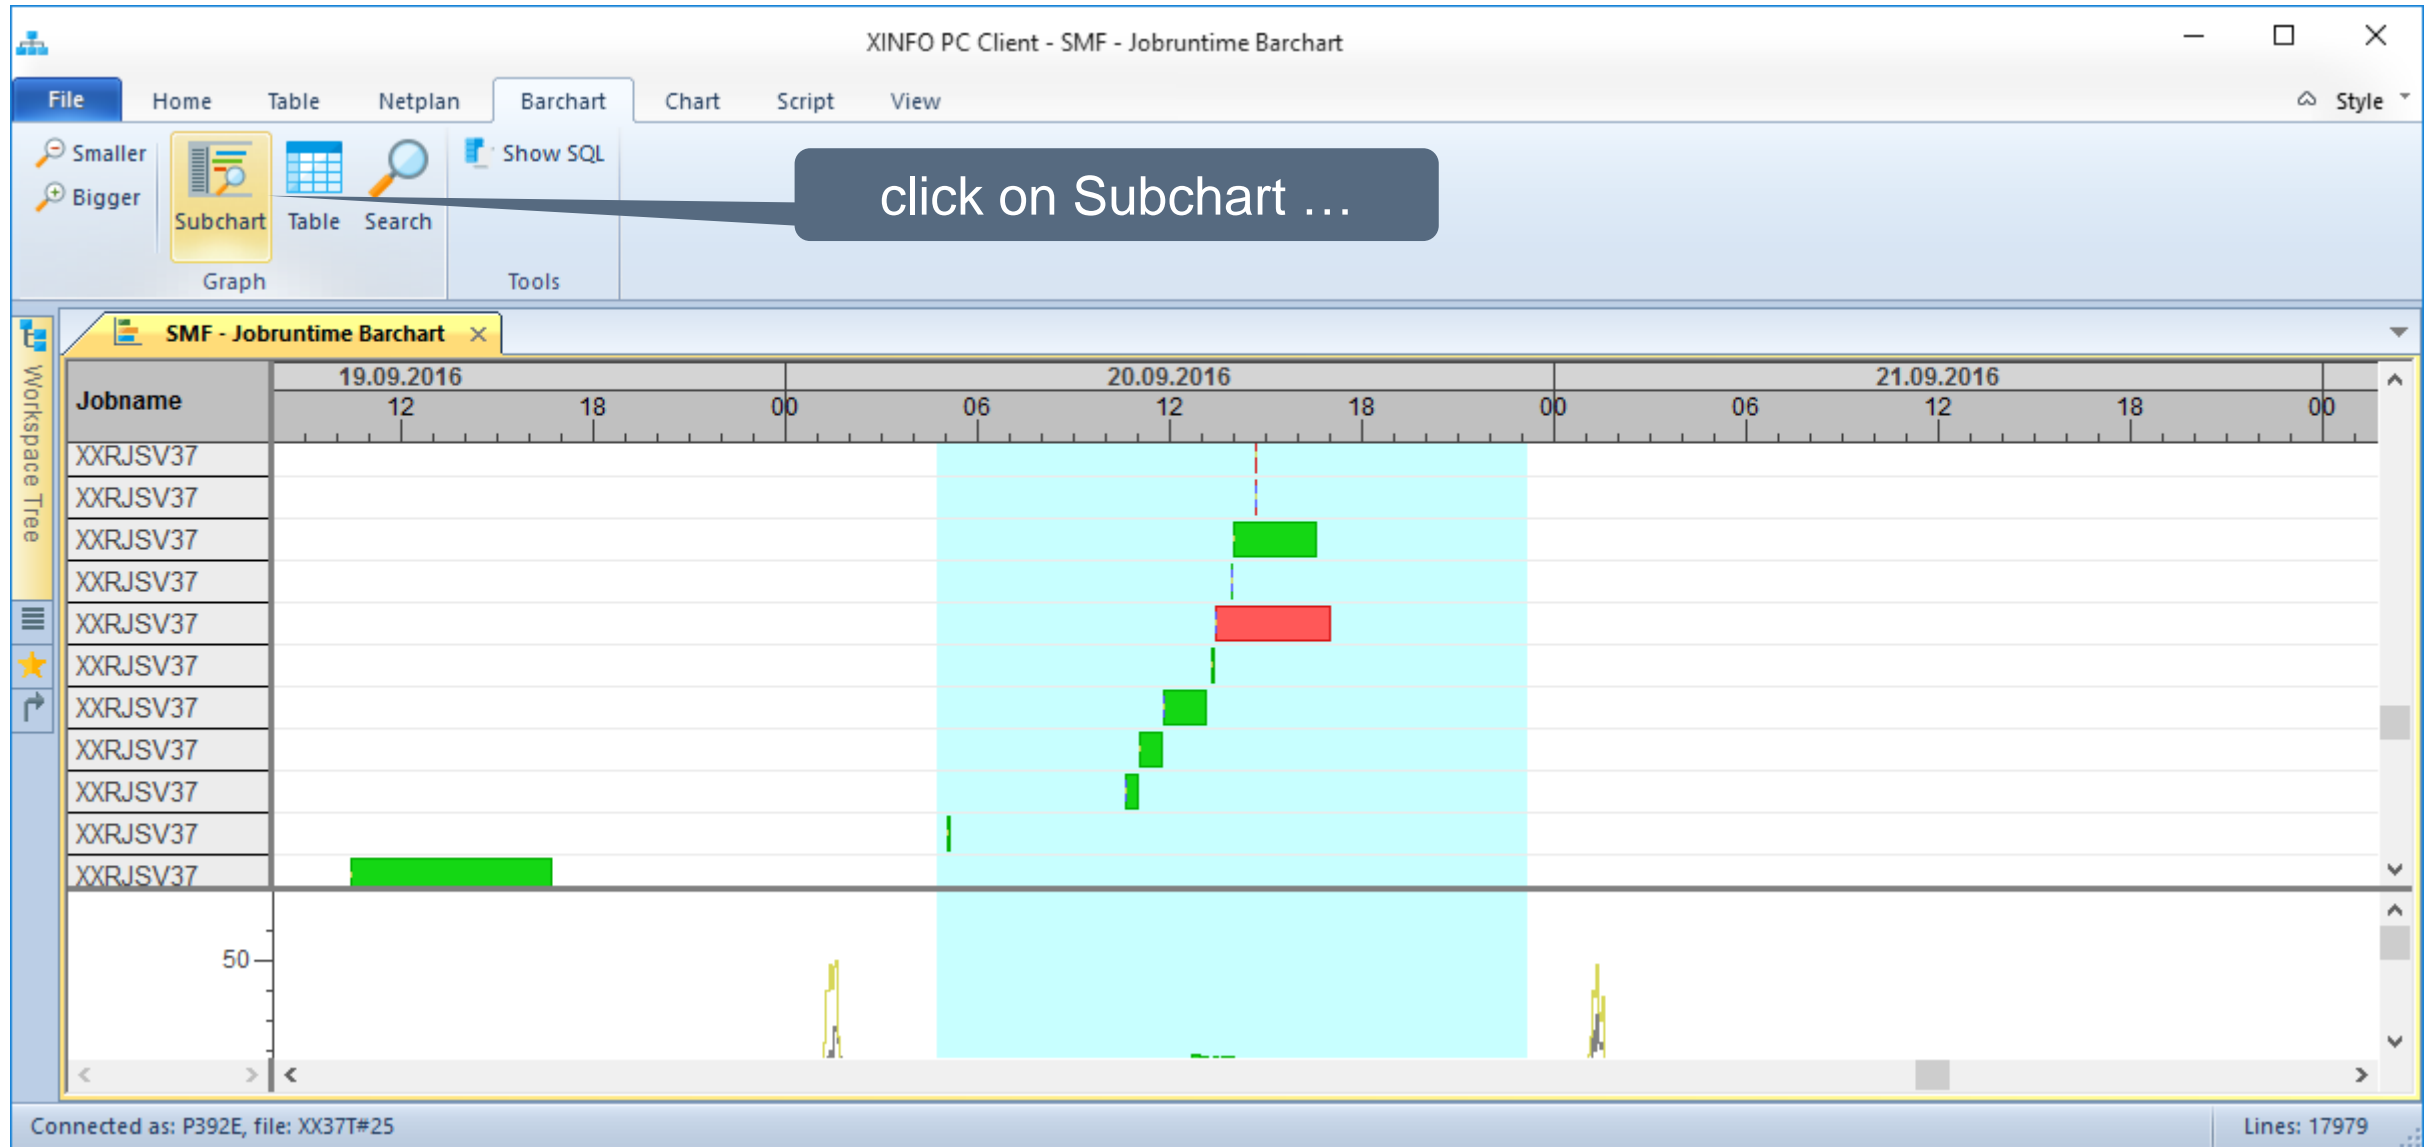 XINFO PC Client - SMF - Jobruntime Barchart
File Home Table Netplan Barchart Chart Script View Style
Smaller
Bigger
Subchart Table Search
Show SQL
click on Subchart …
Graph Tools
SMF - Jobruntime Barchart
Workspace Tree
Jobname
19.09.2016 20.09.2016 21.09.2016
12 18 00 06 12 18 00 06 12 18 00
XXRJSV37
XXRJSV37
XXRJSV37
XXRJSV37
XXRJSV37
XXRJSV37
XXRJSV37
XXRJSV37
XXRJSV37
XXRJSV37
XXRJSV37
50
Connected as: P392E, file: XX37T#25 Lines: 17979